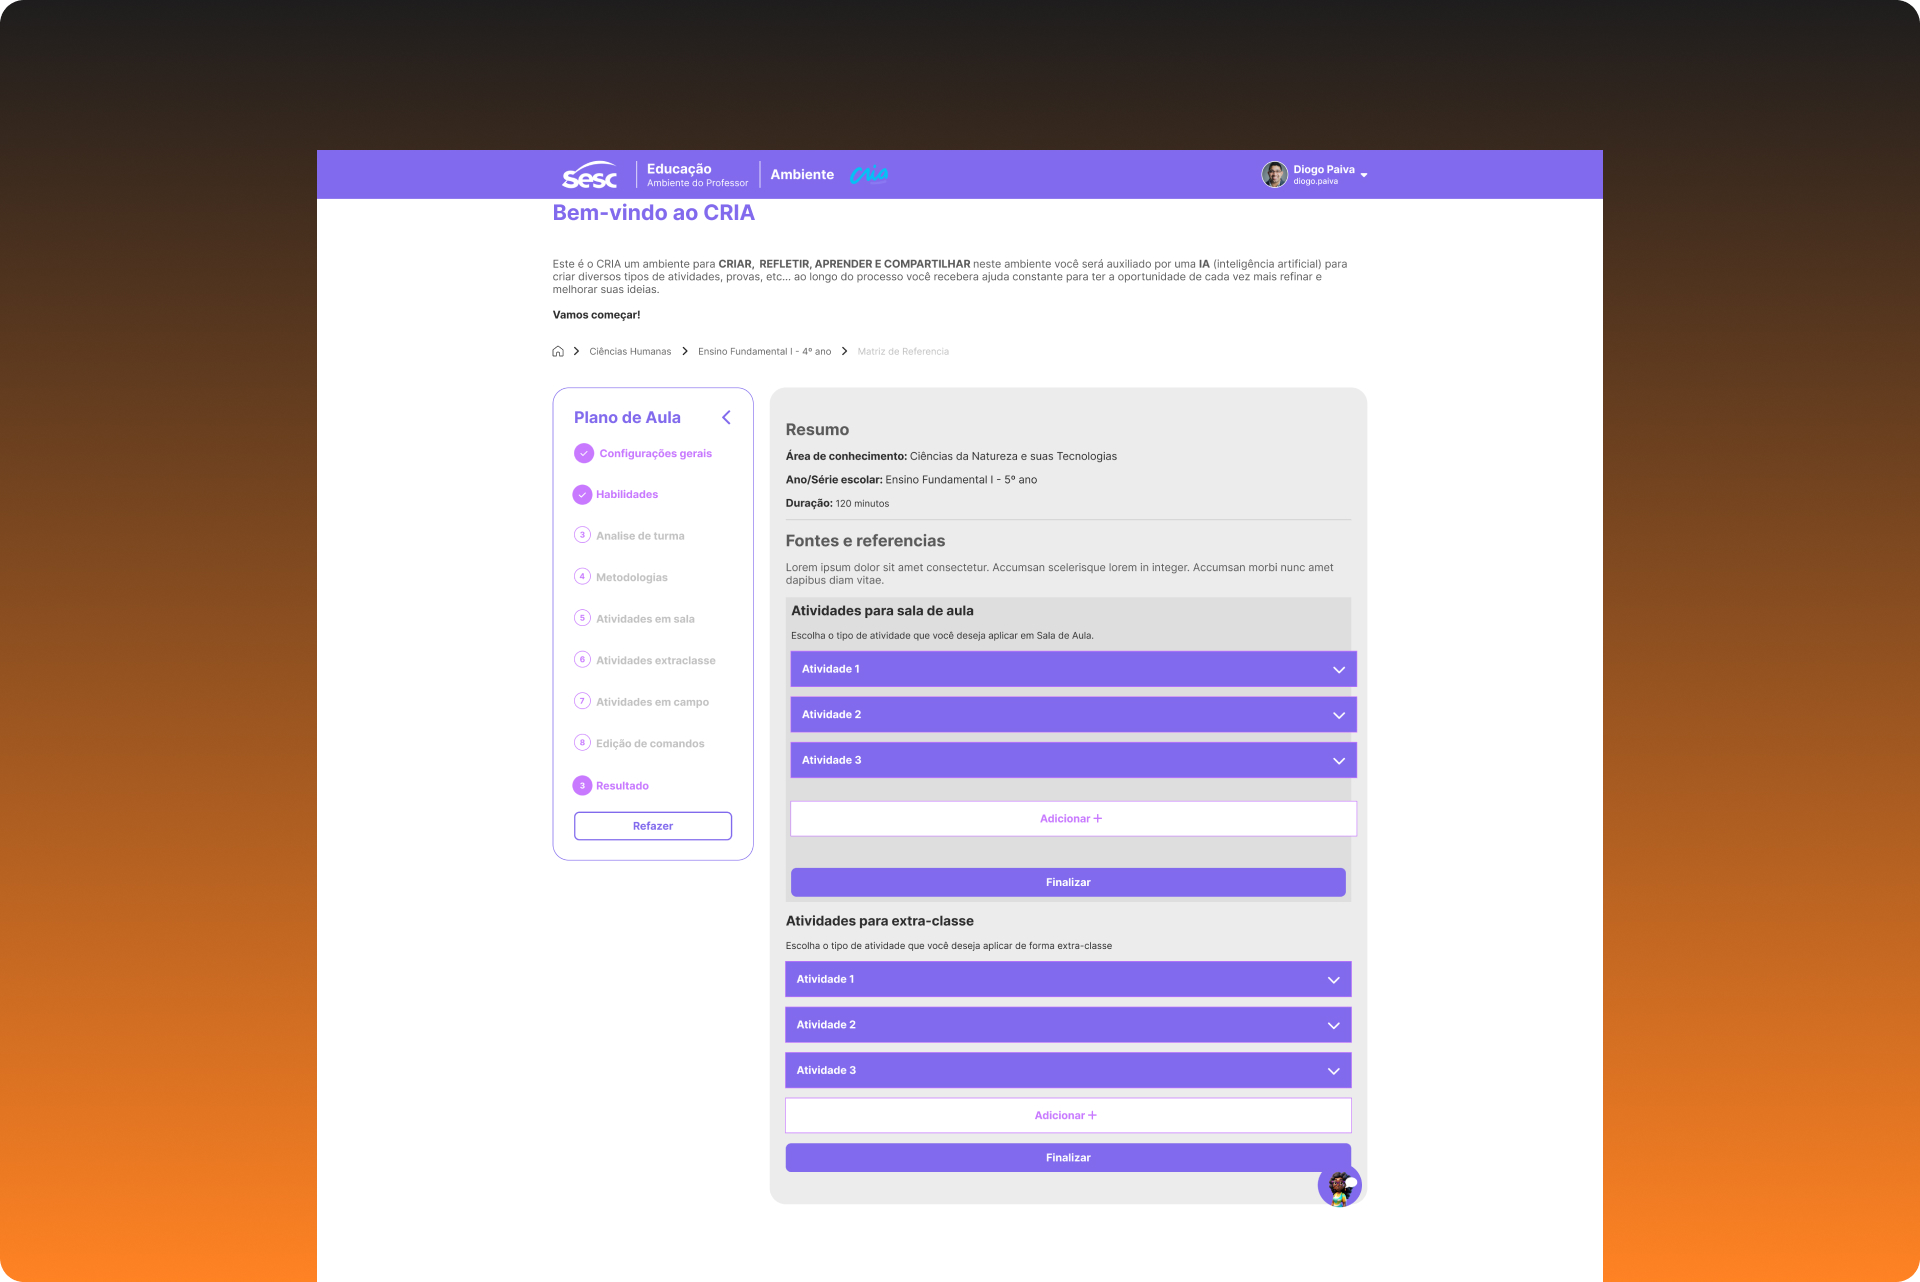 Sesc
Educação
Ambiente do Professor
Ambiente
Cria
Diogo Paiva
diogo.paiva
Bem-vindo ao CRIA
Este é o CRIA um ambiente para CRIAR, REFLETIR, APRENDER E COMPARTILHAR neste ambiente você será auxiliado por uma IA (inteligência artificial) para
criar diversos tipos de atividades, provas, etc... ao longo do processo você recebera ajuda constante para ter a oportunidade de cada vez mais refinar e
melhorar suas ideias.
Vamos começar!
Ciências Humanas
Ensino Fundamental I - 4º ano
Matriz de Referencia
Plano de Aula
Configurações gerais
Habilidades
3 Analise de turma
4 Metodologias
5 Atividades em sala
6 Atividades extraclasse
7 Atividades em campo
8 Edição de comandos
3 Resultado
Refazer
Resumo
Área de conhecimento: Ciências da Natureza e suas Tecnologias
Ano/Série escolar: Ensino Fundamental I - 5º ano
Duração: 120 minutos
Fontes e referencias
Lorem ipsum dolor sit amet consectetur. Accumsan scelerisque lorem in integer. Accumsan morbi nunc amet
dapibus diam vitae.
Atividades para sala de aula
Escolha o tipo de atividade que você deseja aplicar em Sala de Aula.
Atividade 1
Atividade 2
Atividade 3
Adicionar +
Finalizar
Atividades para extra-classe
Escolha o tipo de atividade que você deseja aplicar de forma extra-classe
Atividade 1
Atividade 2
Atividade 3
Adicionar +
Finalizar